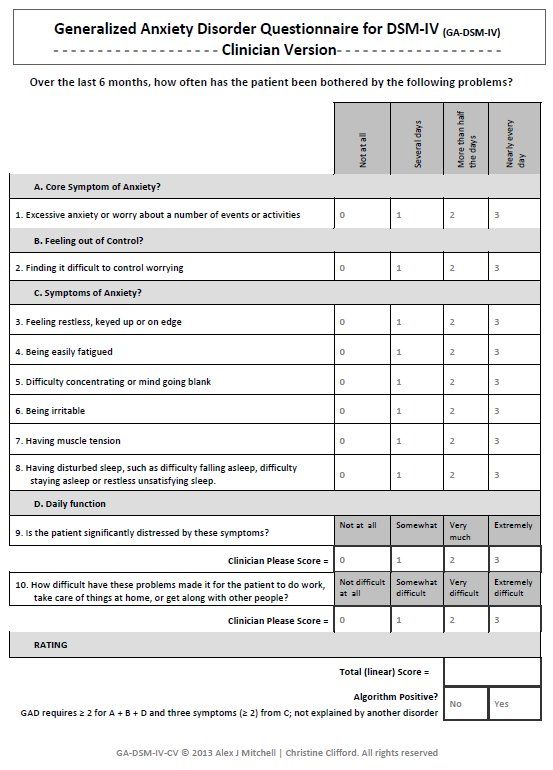 Generalized Anxiety Disorder Questionnaire for DSM-IV (GA-DSM-IV)
- - - - - - - - - - - - - - - - - - - - -Clinician Version- - - - - - - - - - - - - - - - - - - - -
Over the last 6 months, how often has the patient been bothered by the following problems?
Not at all
Several days
More than half
the days
Nearly every
day
A. Core Symptom of Anxiety?
1. Excessive anxiety or worry about a number of events or activities 0 1 2 3
B. Feeling out of Control?
2. Finding it difficult to control worrying 0 1 2 3
C. Symptoms of Anxiety?
3. Feeling restless, keyed up or on edge 0 1 2 3
4. Being easily fatigued 0 1 2 3
5. Difficulty concentrating or mind going blank 0 1 2 3
6. Being irritable 0 1 2 3
7. Having muscle tension 0 1 2 3
8. Having disturbed sleep, such as difficulty falling asleep, difficulty
staying asleep or restless unsatisfying sleep. 0 1 2 3
D. Daily function
9. Is the patient significantly distressed by these symptoms? Not at all Somewhat Very
much Extremely
Clinician Please Score = 0 1 2 3
10. How difficult have these problems made it for the patient to do work,
take care of things at home, or get along with other people?
Not difficult
at all
Somewhat
difficult
Very
difficult
Extremely
difficult
Clinician Please Score = 0 1 2 3
RATING
Total (linear) Score =
Algorithm Positive?
GAD requires ≥ 2 for A + B + D and three symptoms (≥ 2) from C; not explained by another disorder
No Yes
GA-DSM-IV-CV © 2013 Alex J Mitchell | Christine Clifford. All rights reserved